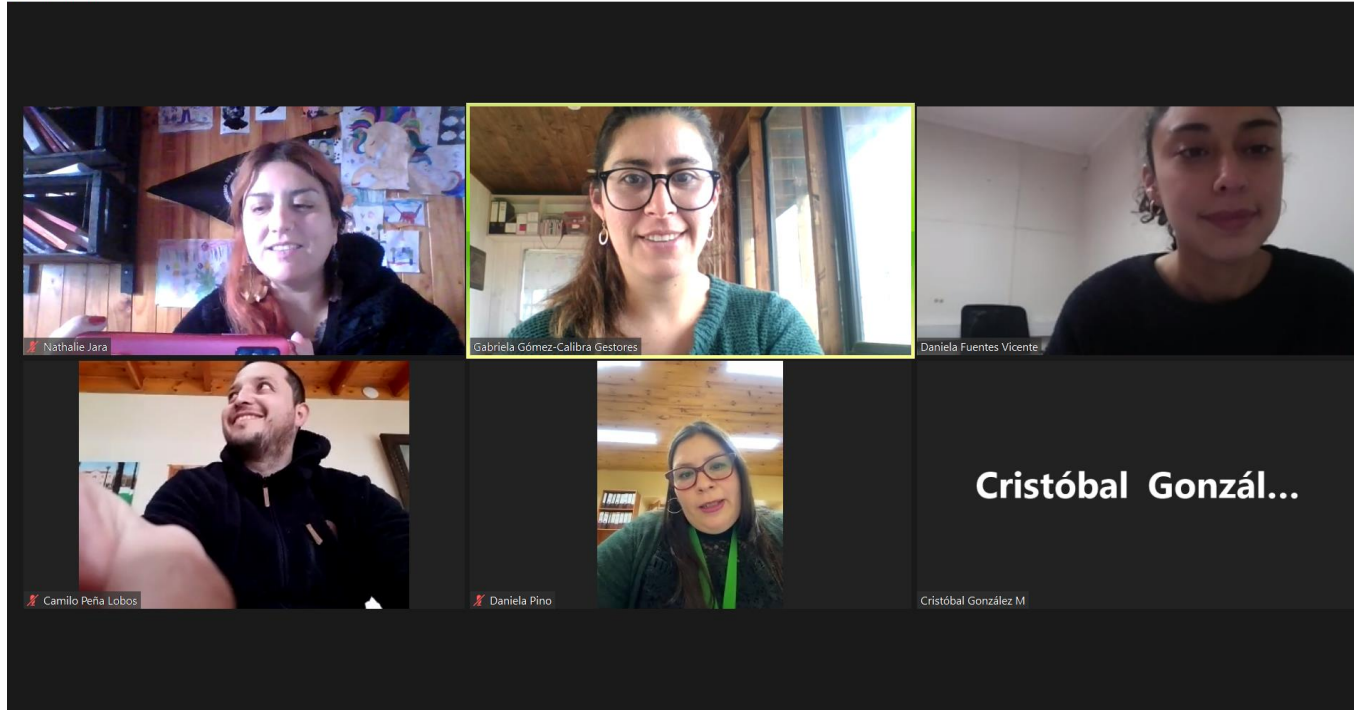 Nathalie Jara
Gabriela Gómez-Calibra Gestores
Daniela Fuentes Vicente
Cristóbal Gonzál...
Camilo Peña Lobos
Daniela Pino
Cristóbal González M